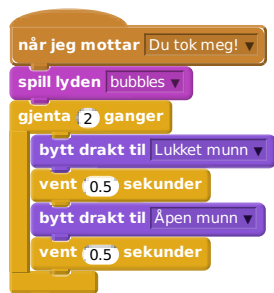 når jeg mottar Du tok meg!
spill lyden bubbles
gjenta 2 ganger
bytt drakt til Lukket munn
vent 0.5 sekunder
bytt drakt til Åpen munn
vent 0.5 sekunder